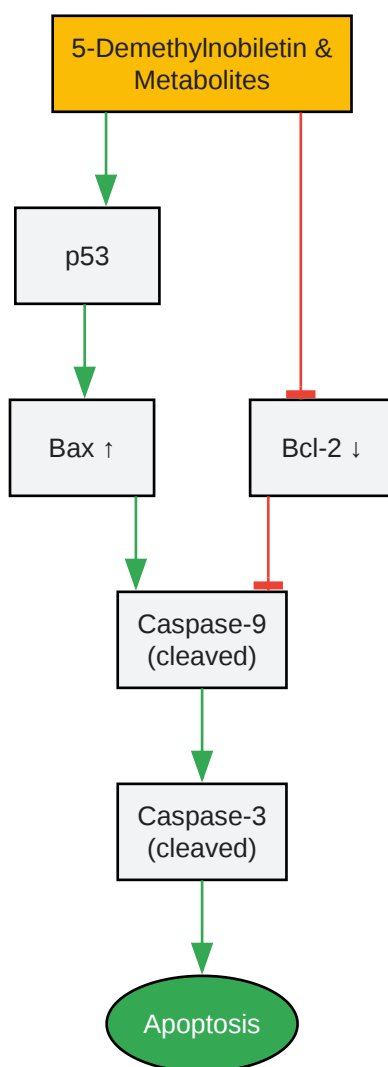 5-Demethylnobiletin &
Metabolites
p53
Bax ↑
Bcl-2 ↓
Caspase-9
(cleaved)
Caspase-3
(cleaved)
Apoptosis